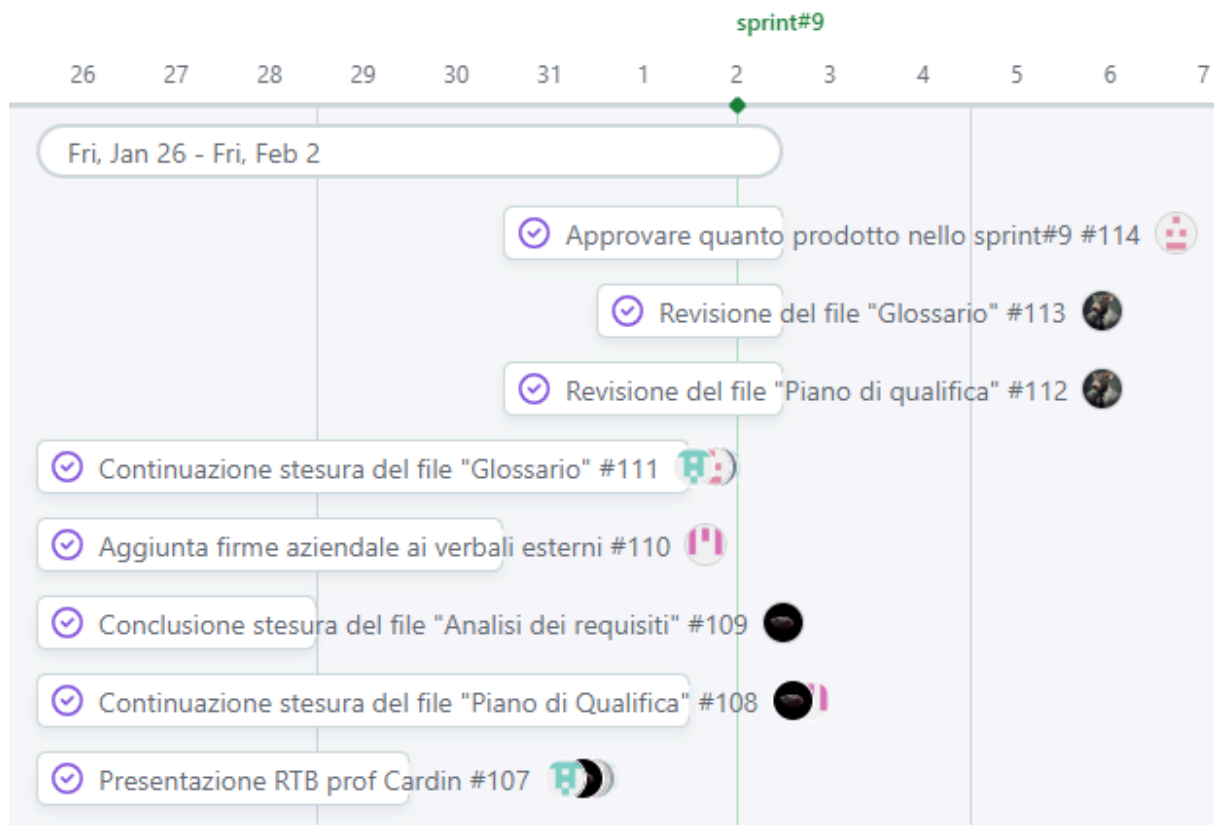 sprint#9
26 27 28 29 30 31 1 2 3 4 5 6 7
Fri, Jan 26 - Fri, Feb 2
Approvare quanto prodotto nello sprint#9 #114
Revisione del file "Glossario" #113
Revisione del file "Piano di qualifica" #112
Continuazione stesura del file "Glossario" #111
Aggiunta firme aziendale ai verbali esterni #110
Conclusione stesura del file "Analisi dei requisiti" #109
Continuazione stesura del file "Piano di Qualifica" #108
Presentazione RTB prof Cardin #107